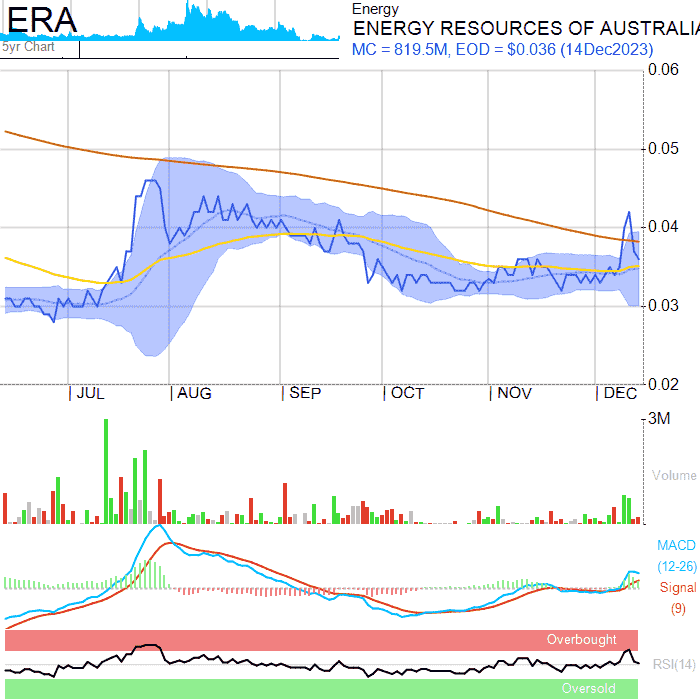 ERA
5yr Chart
Energy
ENERGY RESOURCES OF AUSTRALIA
MC = 819.5M, EOD = $0.036 (14Dec2023)
0.06
0.05
0.04
0.03
0.02
JUL AUG SEP OCT NOV DEC
3M
Volume
MACD
(12-26)
Signal
(9)
Overbought
RSI(14)
Oversold